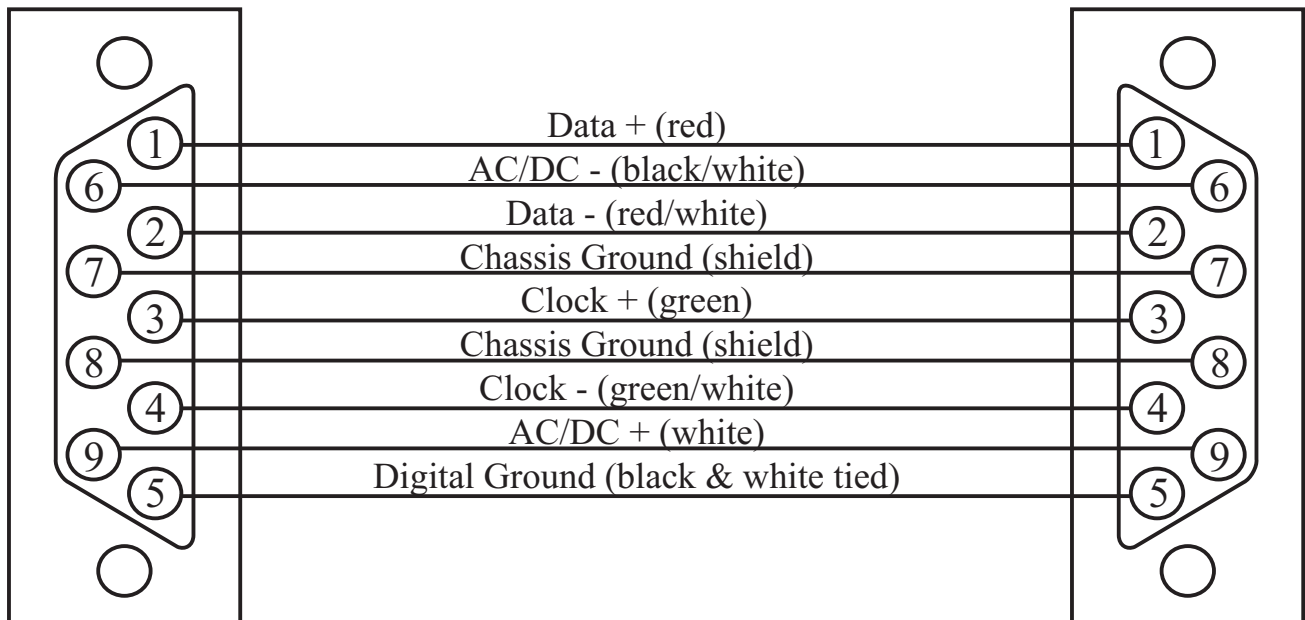 1 Data + (red) 1
6 AC/DC - (black/white) 6
2 Data - (red/white) 2
7 Chassis Ground (shield) 7
3 Clock + (green) 3
8 Chassis Ground (shield) 8
4 Clock - (green/white) 4
9 AC/DC + (white) 9
5 Digital Ground (black & white tied) 5